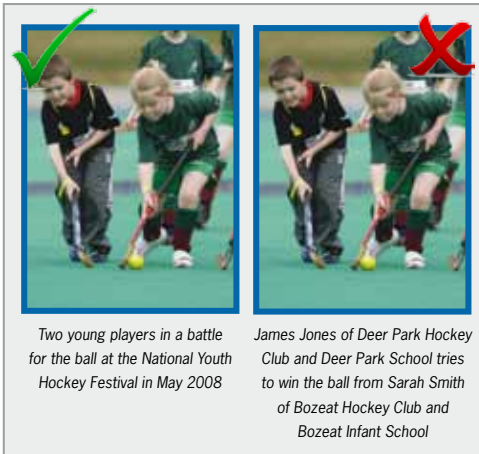 Two young players in a battle
for the ball at the National Youth
Hockey Festival in May 2008
James Jones of Deer Park Hockey
Club and Deer Park School tries
to win the ball from Sarah Smith
of Bozeat Hockey Club and
Bozeat Infant School